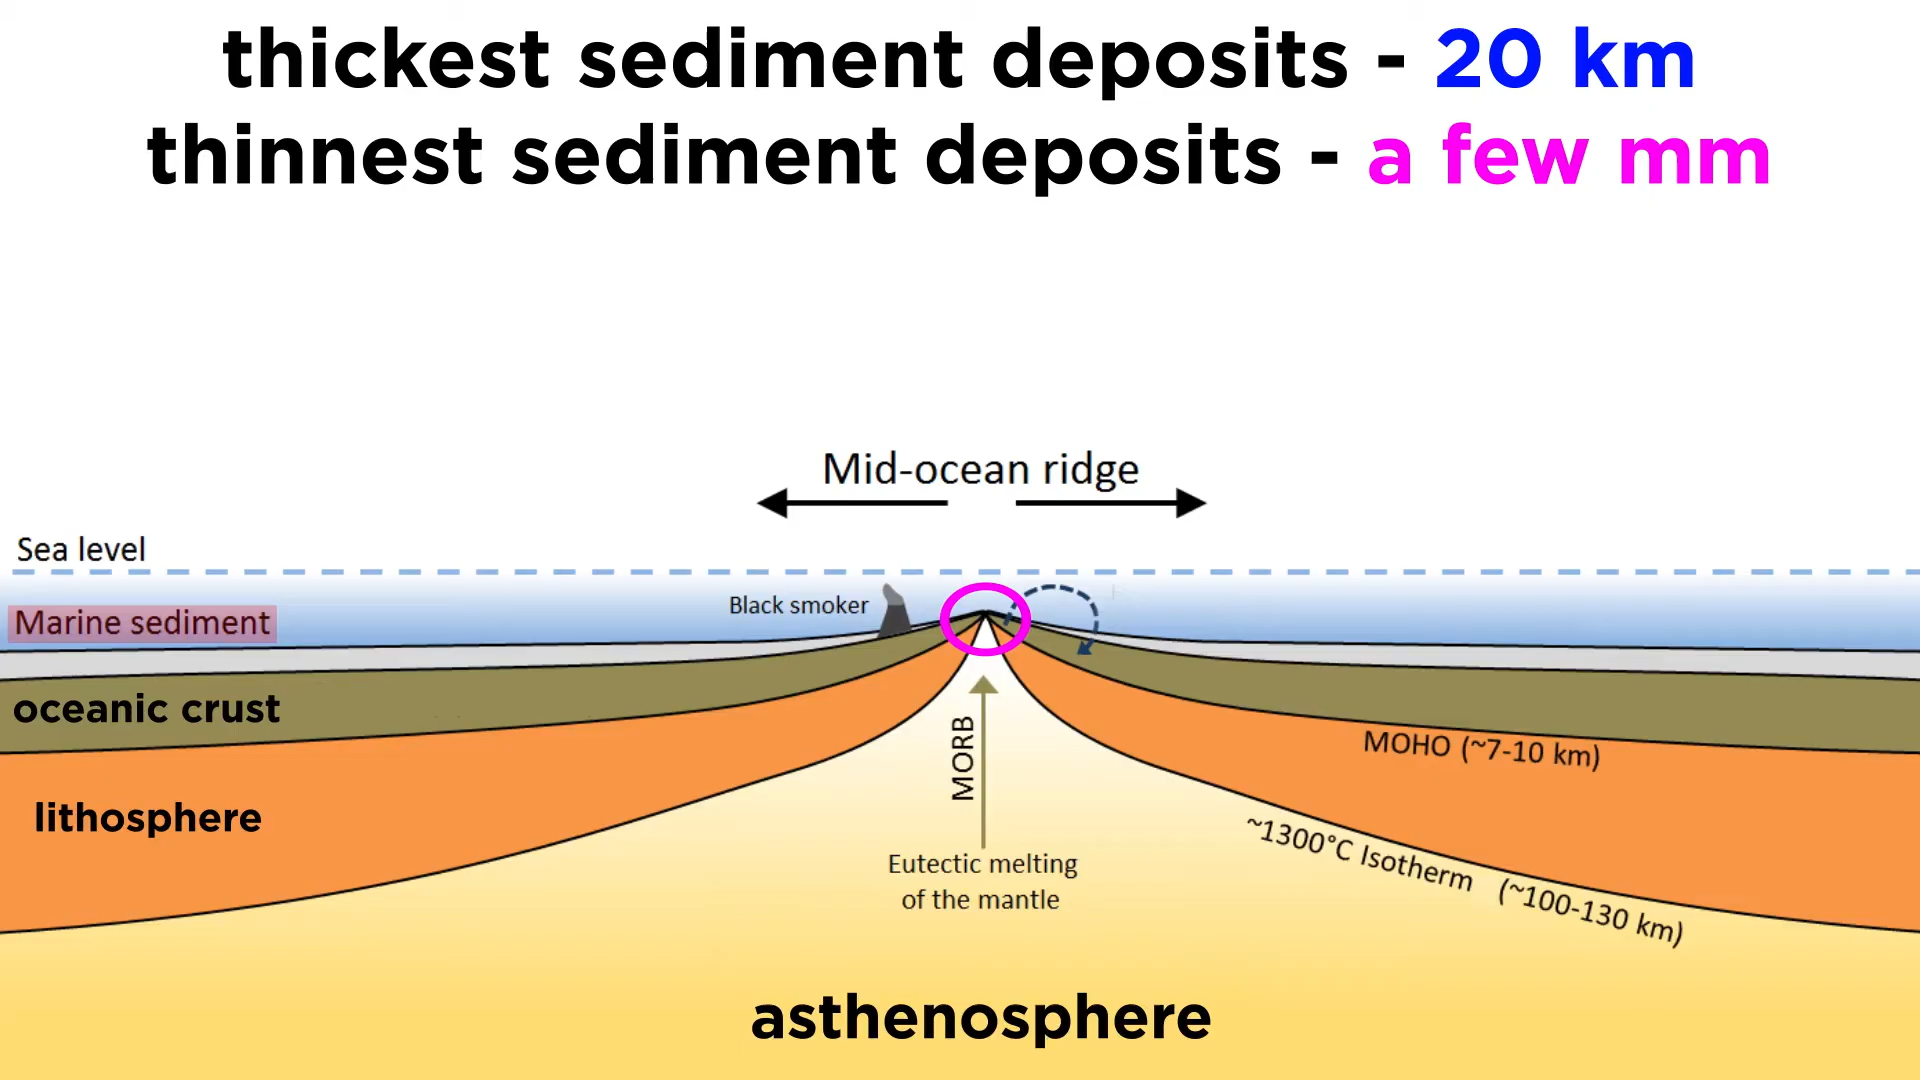 thickest sediment deposits - 20 km
thinnest sediment deposits - a few mm
Mid-ocean ridge
Sea level
Black smoker
Marine sediment
oceanic crust
MOHO (~7-10 km)
MORB
lithosphere
~1300°C Isotherm (~100-130 km)
Eutectic melting
of the mantle
asthenosphere